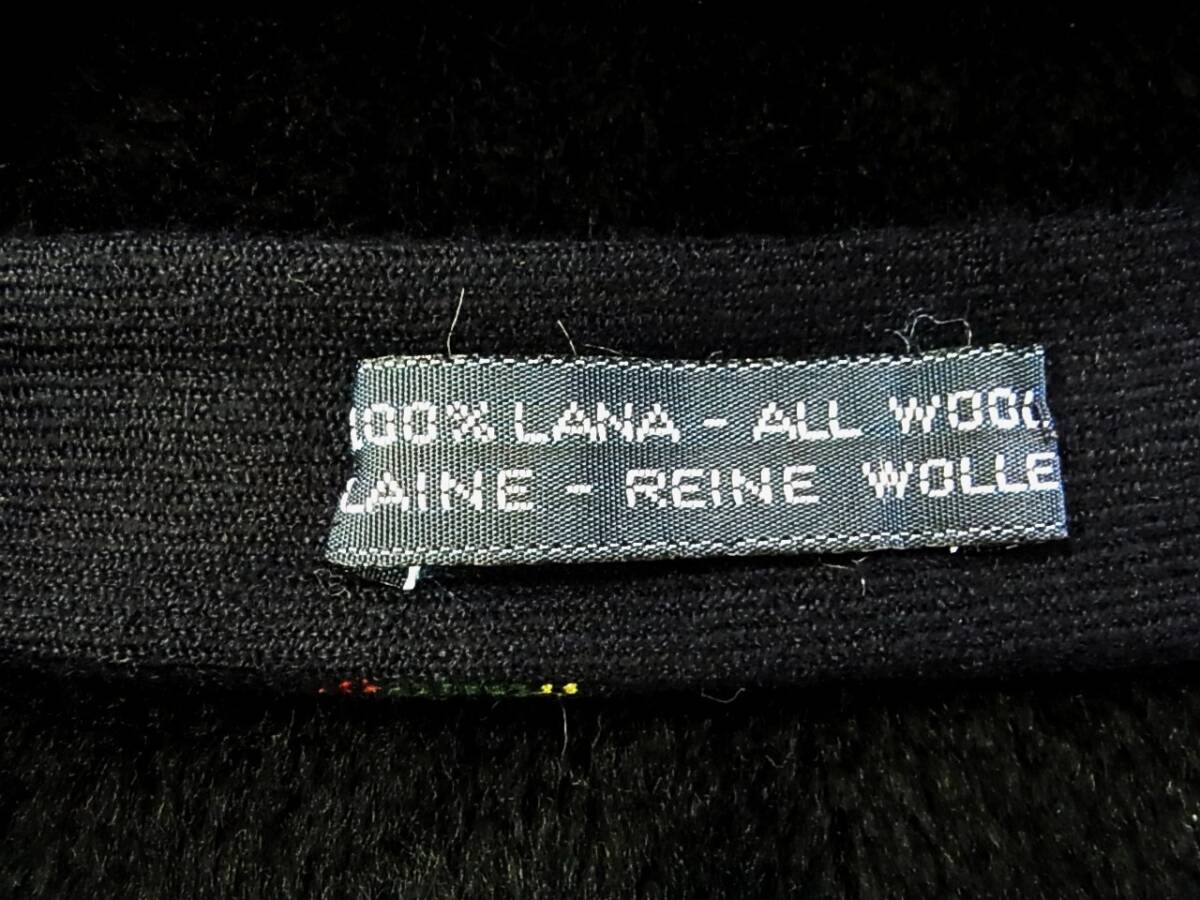 100% LANA - ALL WOOL
LAINE - REINE WOLLE